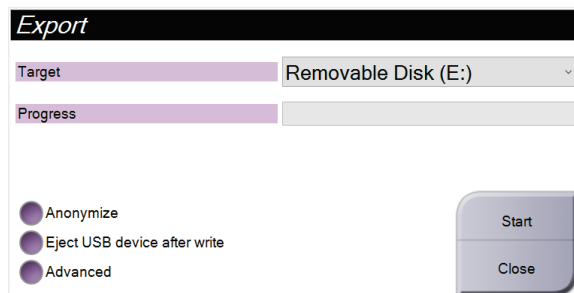 Export
Target
Removable Disk (E:)
Progress
Anonymize
Eject USB device after write
Advanced
Start
Close